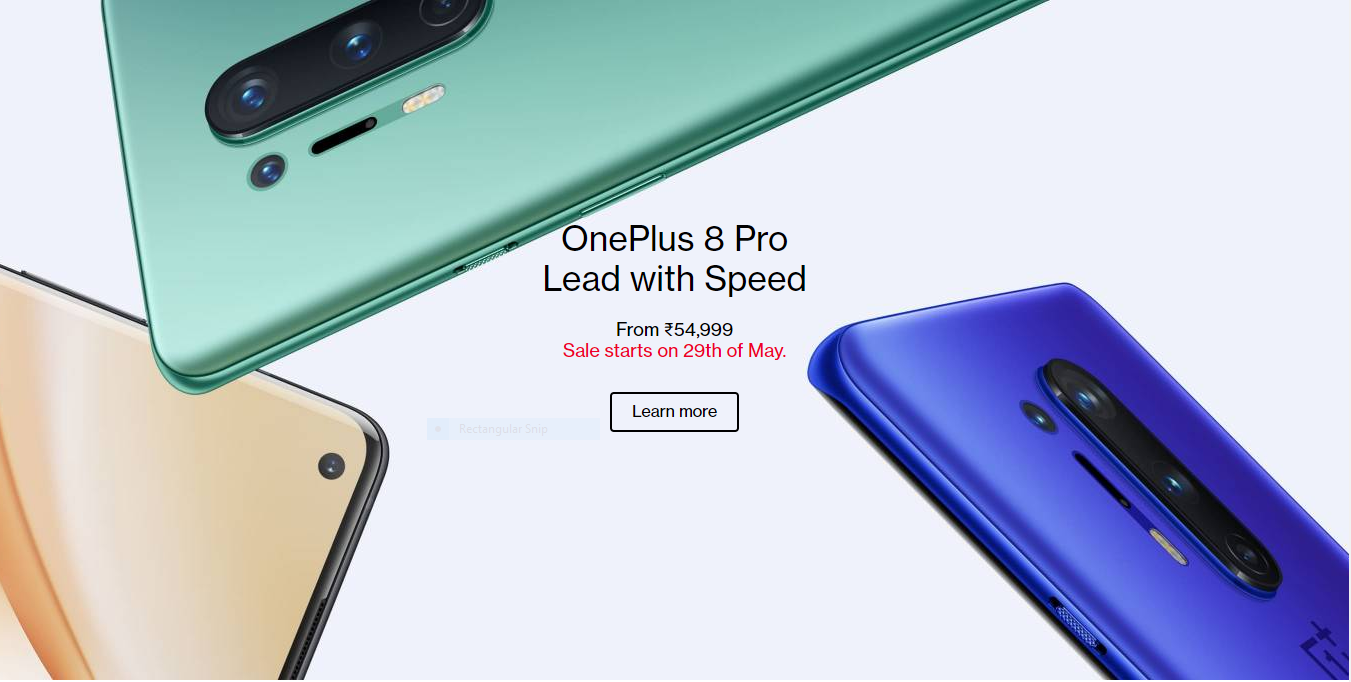 OnePlus 8 Pro
Lead with Speed
From ₹54,999
Sale starts on 29th of May.
Learn more
Rectangular Snip